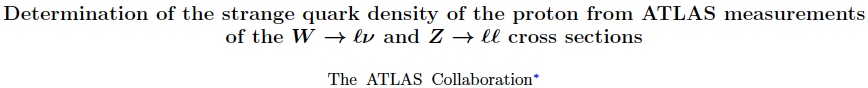 Determination of the strange quark density of the proton from ATLAS measurements
of the W → ℓν and Z → ℓℓ cross sections
The ATLAS Collaboration*